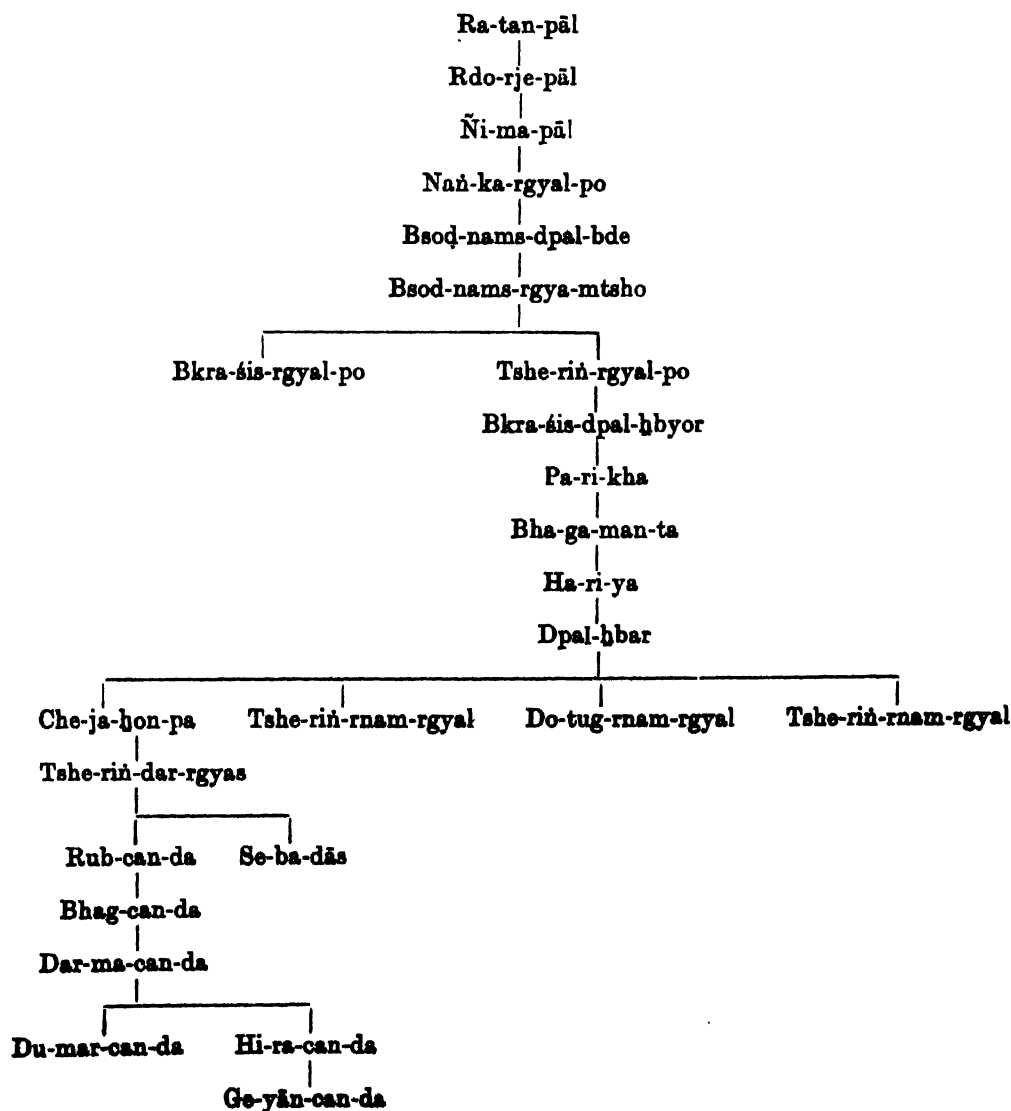 Ra-tan-pāl
Rdo-rje-pāl
Ñi-ma-pāl
Naṅ-ka-rgyal-po
Bsoḍ-nams-dpal-bde
Bsod-nams-rgya-mtsho
Bkra-śis-rgyal-po Tshe-riṅ-rgyal-po
Bkra-śis-dpal-ḫbyor
Pa-ri-kha
Bha-ga-man-ta
Ha-ri-ya
Dpal-ḫbar
Che-ja-ḫon-pa Tshe-riṅ-rnam-rgyal Do-tug-rnam-rgyal Tshe-riṅ-rnam-rgyal
Tshe-riṅ-dar-rgyas
Rub-can-da Se-ba-dās
Bhag-can-da
Dar-ma-can-da
Du-mar-can-da Hi-ra-can-da
Ge-yān-can-da